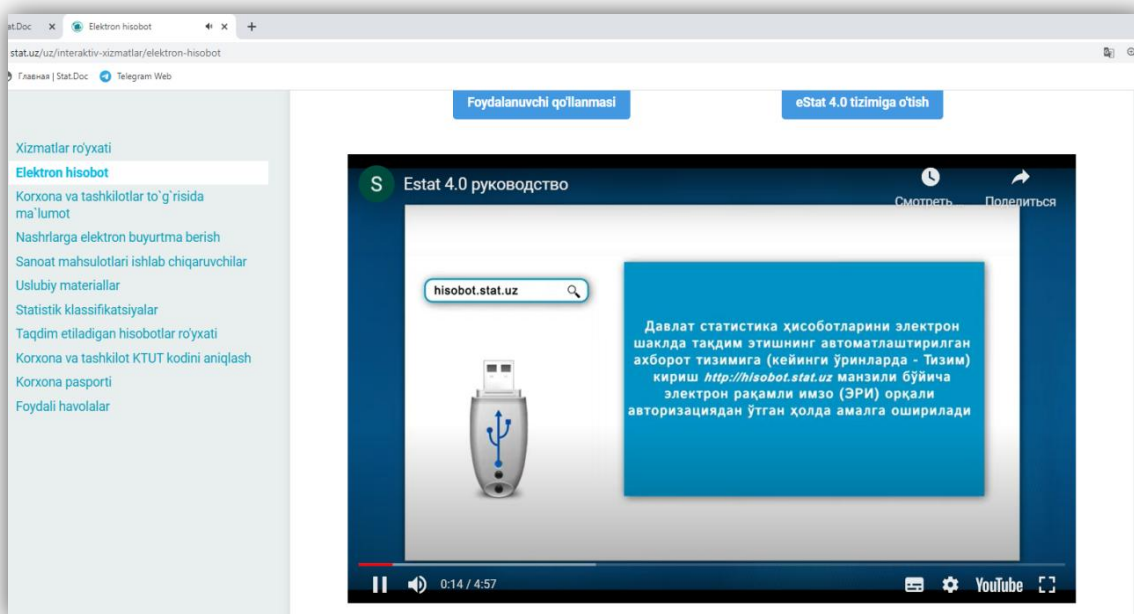 at.Doc
Elektron hisobot
stat.uz/uz/interaktiv-xizmatlar/elektron-hisobot
Главная | Stat.Doc
Telegram Web
Foydalanuvchi qo'llanmasi
eStat 4.0 tizimiga o'tish
Xizmatlar ro'yxati
Elektron hisobot
Korxona va tashkilotlar to`g`risida
ma`lumot
Nashrlarga elektron buyurtma berish
Sanoat mahsulotlari ishlab chiqaruvchilar
Uslubiy materiallar
Statistik klassifikatsiyalar
Taqdim etiladigan hisobotlar ro'yxati
Korxona va tashkilot KTUT kodini aniqlash
Korxona pasporti
Foydali havolalar
S
Estat 4.0 руководство
Смотреть
Поделиться
hisobot.stat.uz
Давлат статистика ҳисоботларини электрон
шаклда тақдим этишнинг автоматлаштирилган
ахборот тизимига (кейинги ўринларда - Тизим)
кириш http://hisobot.stat.uz манзили бўйича
электрон рақамли имзо (ЭРИ) орқали
авторизациядан ўтган ҳолда амалга оширилади
0:14 / 4:57
YouTube